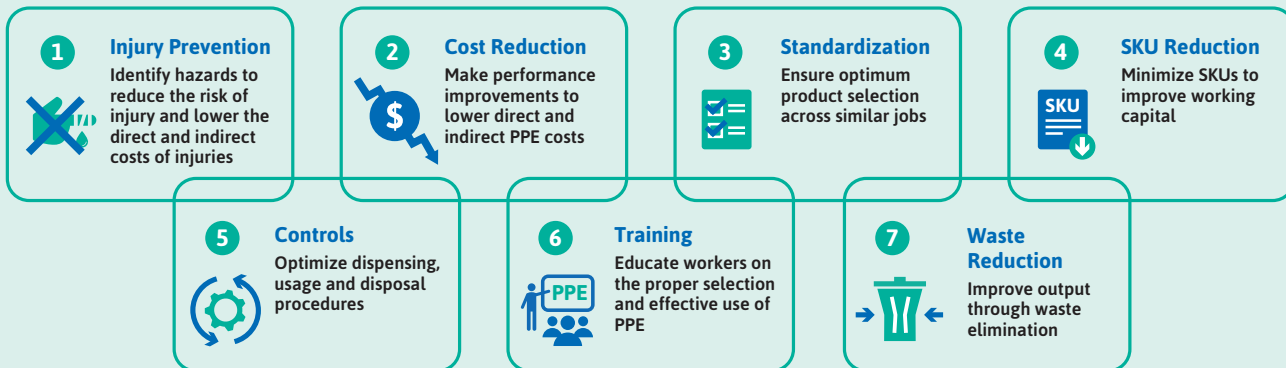 1
Injury Prevention
Identify hazards to
reduce the risk of
injury and lower the
direct and indirect
costs of injuries
2
$
Cost Reduction
Make performance
improvements to
lower direct and
indirect PPE costs
3
Standardization
Ensure optimum
product selection
across similar jobs
4
SKU
SKU Reduction
Minimize SKUs to
improve working
capital
5
Controls
Optimize dispensing,
usage and disposal
procedures
6
PPE
Training
Educate workers on
the proper selection
and effective use of
PPE
7
Waste
Reduction
Improve output
through waste
elimination